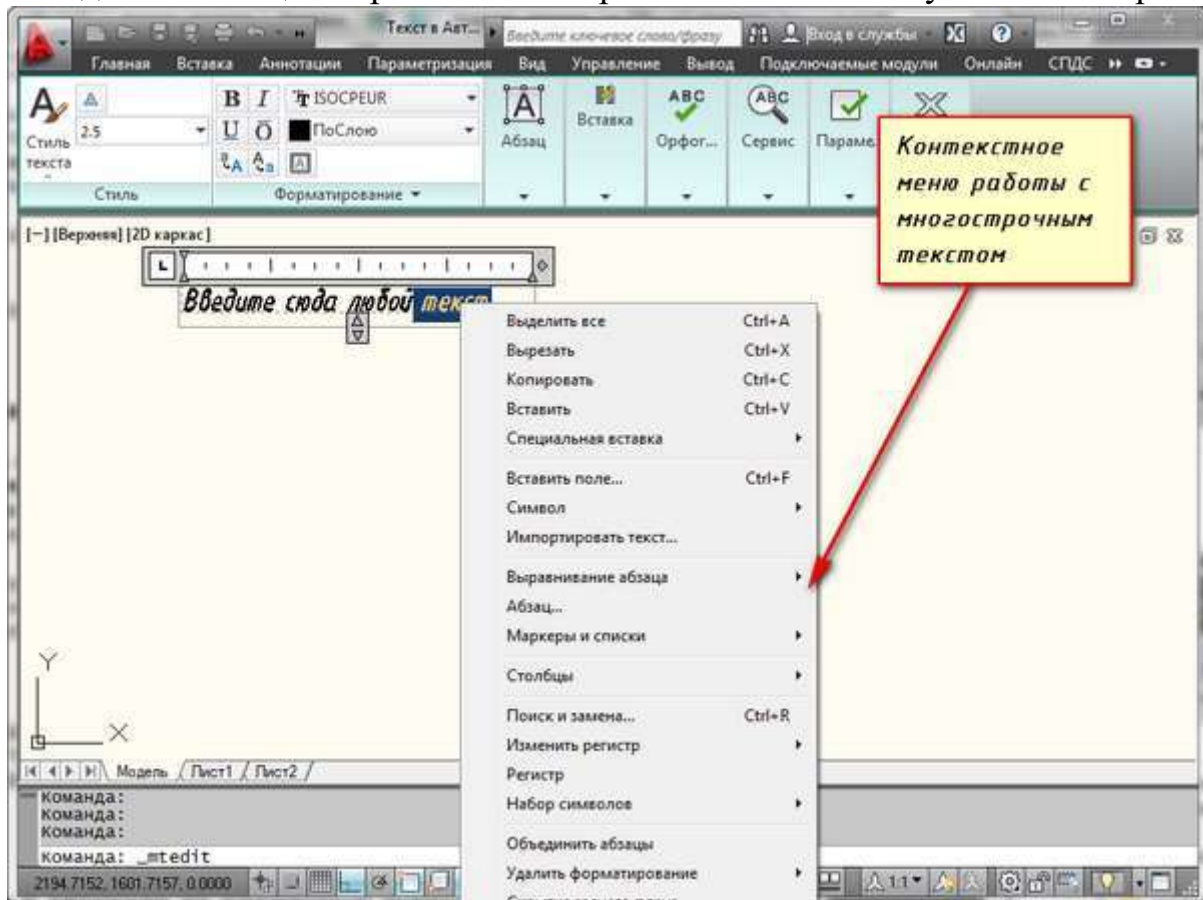 Текст в Авт...
Введите ключевое слово/фразу
Вход в службы
Главная Вставка Аннотации Параметризация Вид Управление Вывод Подключаемые модули Онлайн СПДС
Стиль текста
2.5
B I ISOCPEUR
U O ПоСлою
Абзац
Вставка
ABC
Орфог...
ABC
Сервис
Параме...
Стиль
Форматирование
Контекстное
меню работы с
многострочным
текстом
[−] [Верхняя] [2D каркас]
Введите сюда любой текст
Выделить все Ctrl+A
Вырезать Ctrl+X
Копировать Ctrl+C
Вставить Ctrl+V
Специальная вставка
Вставить поле... Ctrl+F
Символ
Импортировать текст...
Выравнивание абзаца
Абзац...
Маркеры и списки
Столбцы
Поиск и замена... Ctrl+R
Изменить регистр
Регистр
Набор символов
Объединить абзацы
Удалить форматирование
Y
X
Модель Лист1 Лист2
Команда:
Команда:
Команда:
Команда: _mtedit
2194.7152, 1601.7157, 0.0000
1:1